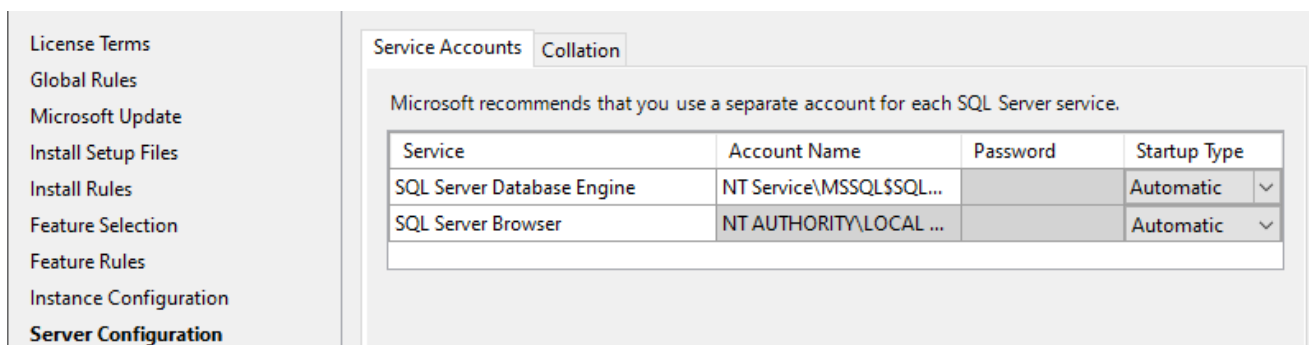 License Terms
Global Rules
Microsoft Update
Install Setup Files
Install Rules
Feature Selection
Feature Rules
Instance Configuration
Server Configuration
Service Accounts Collation
Microsoft recommends that you use a separate account for each SQL Server service.
Service Account Name Password Startup Type
SQL Server Database Engine NT Service\MSSQL$SQL... Automatic
SQL Server Browser NT AUTHORITY\LOCAL ... Automatic